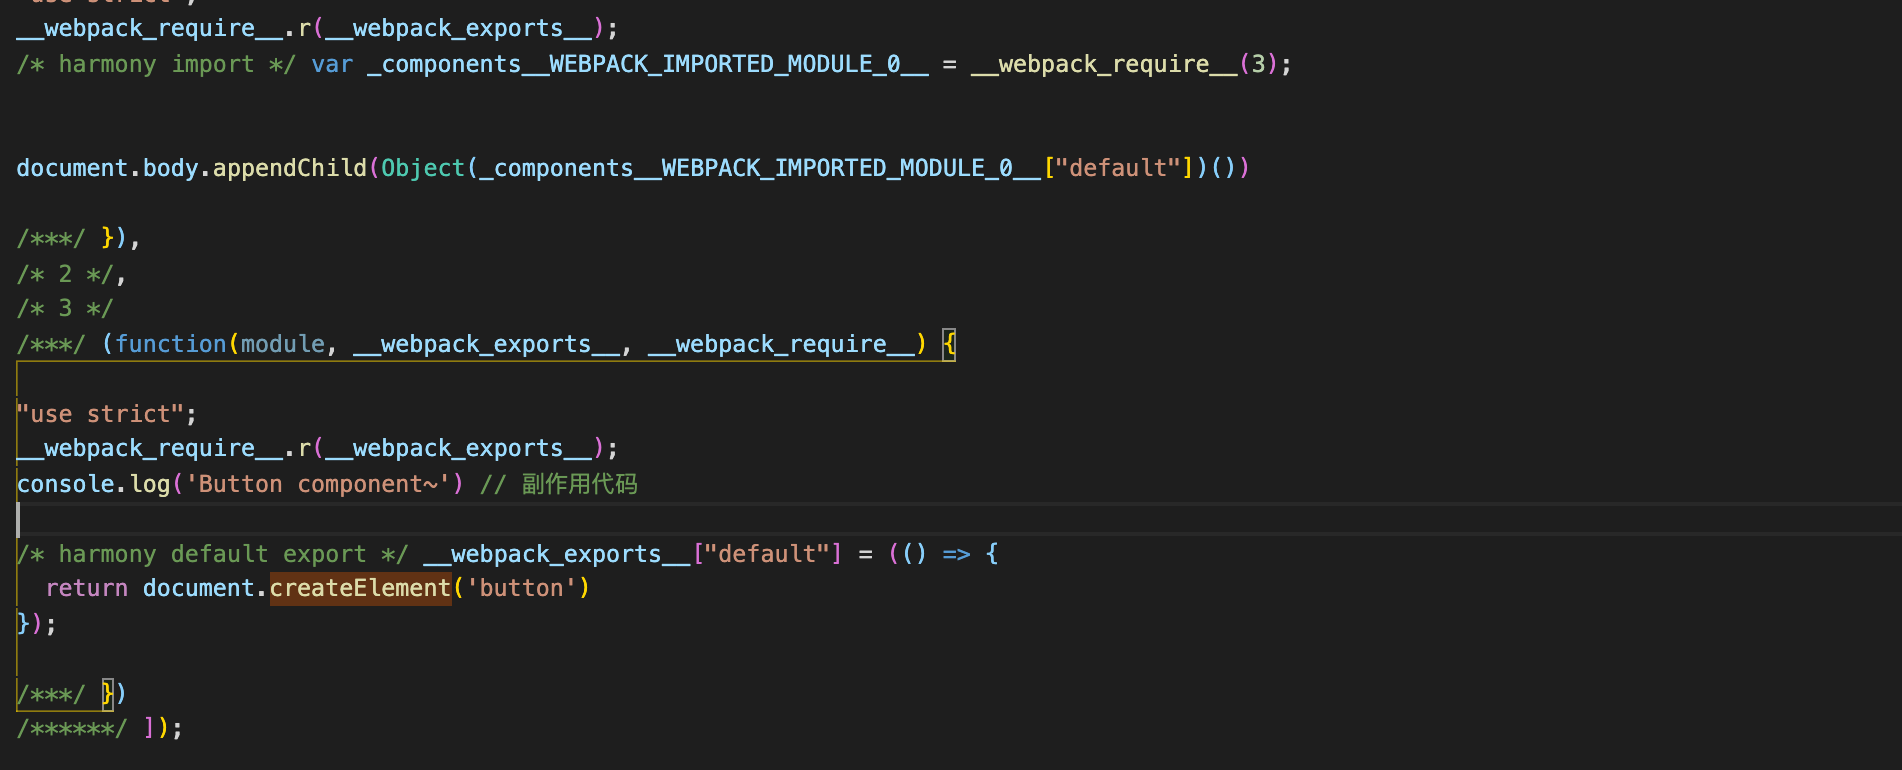 "use strict";
__webpack_require__.r(__webpack_exports__);
/* harmony import */ var _components__WEBPACK_IMPORTED_MODULE_0__ = __webpack_require__(3);
document.body.appendChild(Object(_components__WEBPACK_IMPORTED_MODULE_0__["default"])())
/***/ }),
/* 2 */,
/* 3 */
/***/ (function(module, __webpack_exports__, __webpack_require__) {
"use strict";
__webpack_require__.r(__webpack_exports__);
console.log('Button component~') // 副作用代码
/* harmony default export */ __webpack_exports__["default"] = (() => {
return document.createElement('button')
});
/***/ })
/******/ ]);